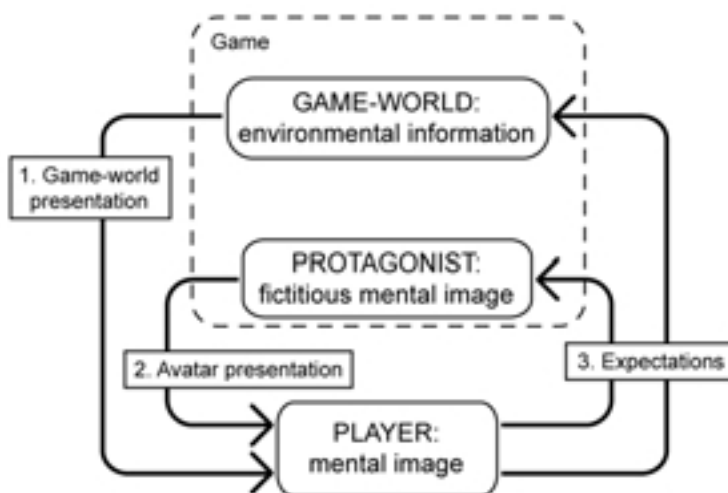 Game
GAME-WORLD:
environmental information
1. Game-world
presentation
PROTAGONIST:
fictitious mental image
2. Avatar presentation
3. Expectations
PLAYER:
mental image